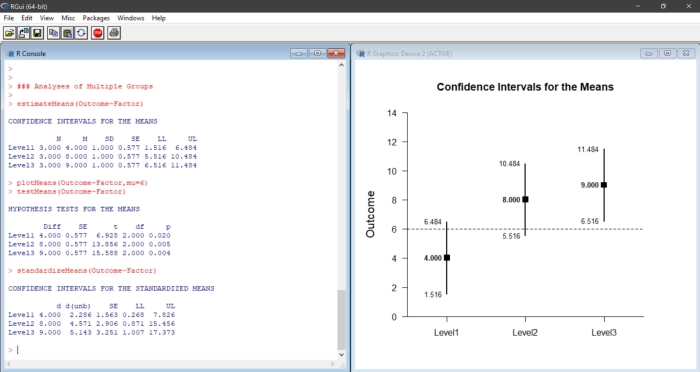 RGui (64-bit)
File Edit View Misc Packages Windows Help
R Console
>
>
> ### Analyses of Multiple Groups
>
> estimateMeans(Outcome~Factor)
CONFIDENCE INTERVALS FOR THE MEANS
N M SD SE LL UL
Level1 3.000 4.000 1.000 0.577 1.516 6.484
Level2 3.000 8.000 1.000 0.577 5.516 10.484
Level3 3.000 9.000 1.000 0.577 6.516 11.484
> plotMeans(Outcome~Factor,mu=6)
> testMeans(Outcome~Factor)
HYPOTHESIS TESTS FOR THE MEANS
Diff SE t df p
Level1 4.000 0.577 6.928 2.000 0.020
Level2 8.000 0.577 13.856 2.000 0.005
Level3 9.000 0.577 15.588 2.000 0.004
> standardizeMeans(Outcome~Factor)
CONFIDENCE INTERVALS FOR THE STANDARDIZED MEANS
d d(unb) SE LL UL
Level1 4.000 2.286 1.563 0.268 7.826
Level2 8.000 4.571 2.906 0.871 15.456
Level3 9.000 5.143 3.251 1.007 17.373
>
R Graphics: Device 2 (ACTIVE)
Confidence Intervals for the Means
Outcome
14
12
10
8
6
4
2
0
6.484
4.000
1.516
10.484
8.000
5.516
11.484
9.000
6.516
Level1 Level2 Level3